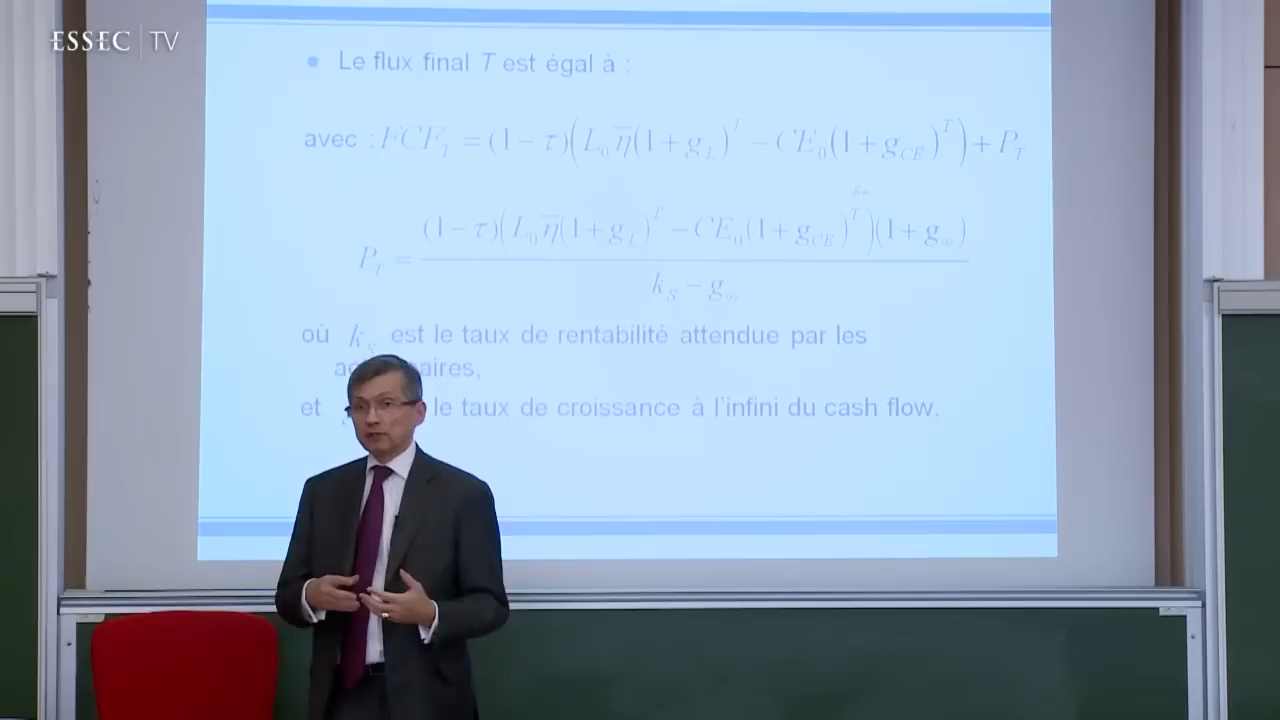 ESSEC TV
• Le flux final T est égal à :
avec : FCF_T = (1 − τ)(L_0 η̅(1 + g_L)^T − CE_0(1 + g_CE)^T) + P_T
P_T = (1 − τ)(L_0 η̅(1 + g_L)^T − CE_0(1 + g_CE)^T)(1 + g_∞) / k_S − g_∞
où k_S est le taux de rentabilité attendue par les
et le taux de croissance à l'infini du cash flow.